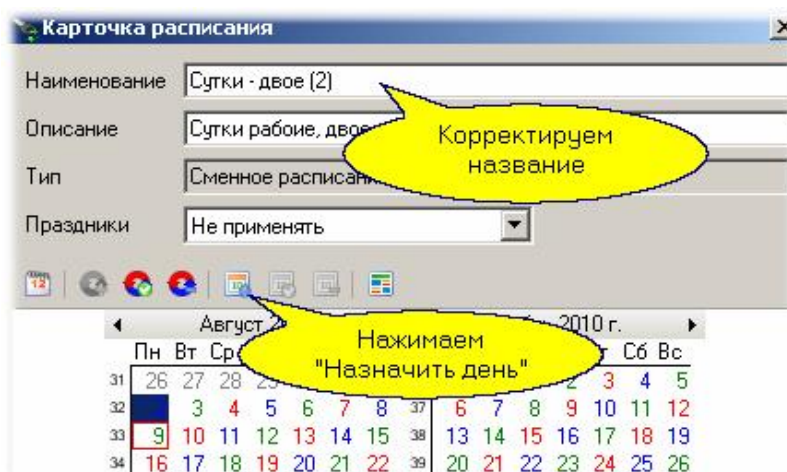 Карточка расписания
Наименование Сутки - двое (2)
Описание Сутки рабоие,
Корректируем
название
Тип Сменное
Праздники Не применять
12
Август 2010 г.
Нажимаем
"Назначить день"
Пн Вт Сб Вс
31 26 27 28 3 4 5
32 3 4 5 6 7 8 37 6 7 8 9 10 11 12
33 9 10 11 12 13 14 15 38 13 14 15 16 17 18 19
34 16 17 18 19 20 21 22 39 20 21 22 23 24 25 26